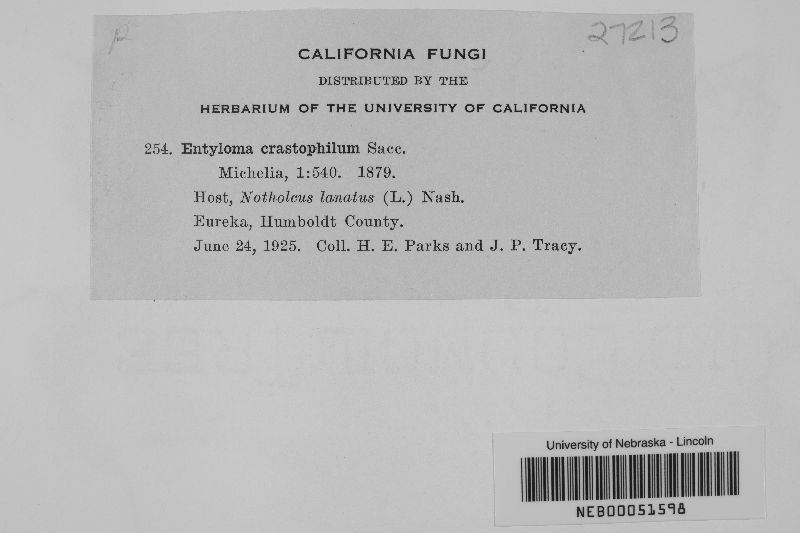 27213
CALIFORNIA FUNGI
DISTRIBUTED BY THE
HERBARIUM OF THE UNIVERSITY OF CALIFORNIA
254. Entyloma crastophilum Sacc.
Michelia, 1:540. 1879.
Host, Notholcus lanatus (L.) Nash.
Eureka, Humboldt County.
June 24, 1925. Coll. H. E. Parks and J. P. Tracy.
University of Nebraska - Lincoln
NEB00051598